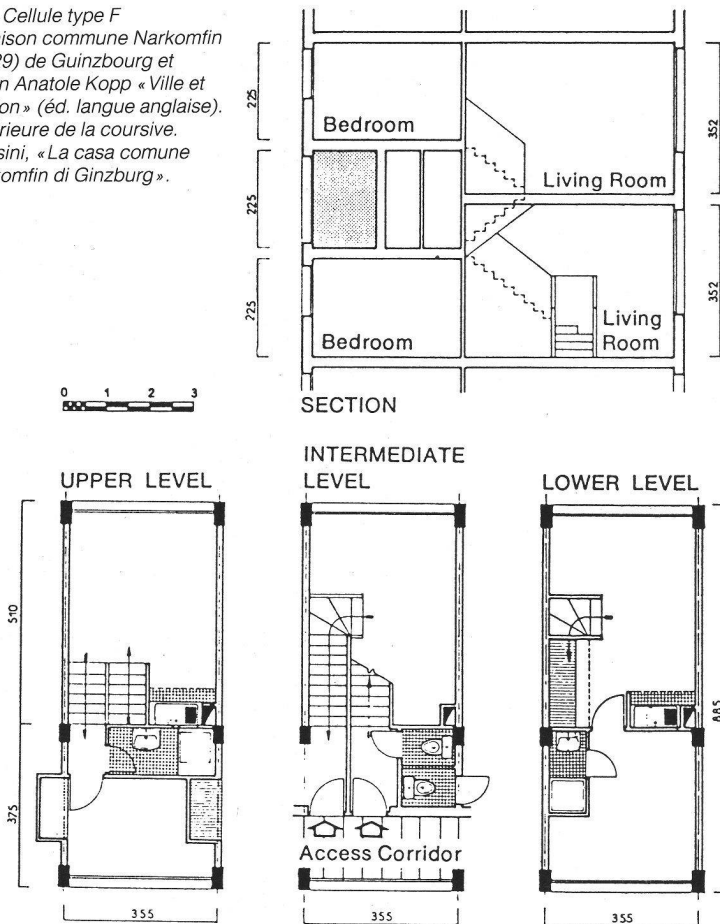 Cellule type F
aison commune Narkomfin
29) de Guinzbourg et
n Anatole Kopp « Ville et
on » (éd. langue anglaise).
rieure de la coursive.
sini, «La casa comune
omfin di Ginzburg».
225
225
225
Bedroom
Living Room
Bedroom
Living
Room
352
352
0 1 2 3
SECTION
UPPER LEVEL
INTERMEDIATE
LEVEL
LOWER LEVEL
510
375
885
Access Corridor
355
355
355